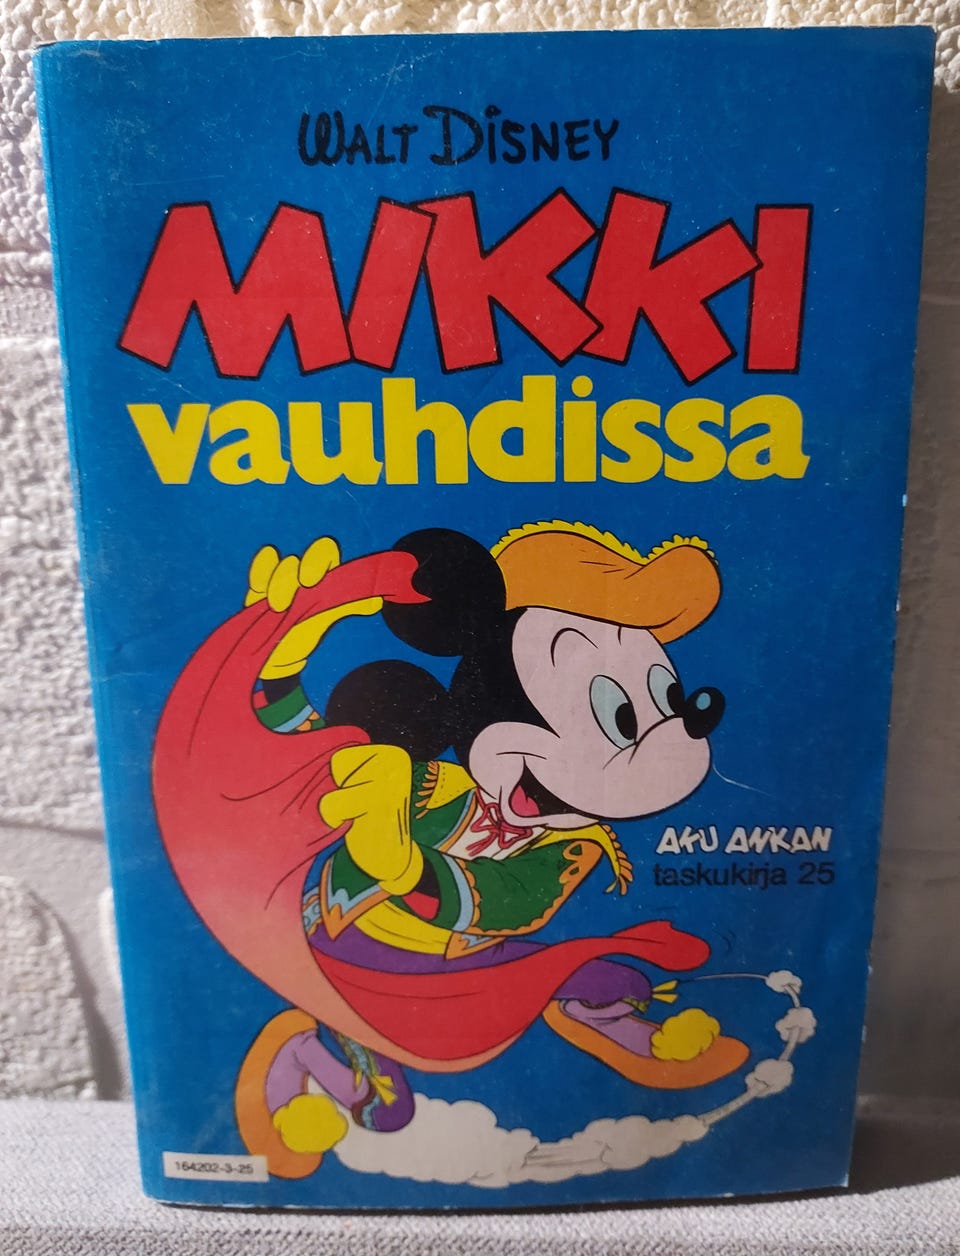 WALT DISNEY
MIKKI
vauhdissa
AKU ANKAN
taskukirja 25
164202-3-25